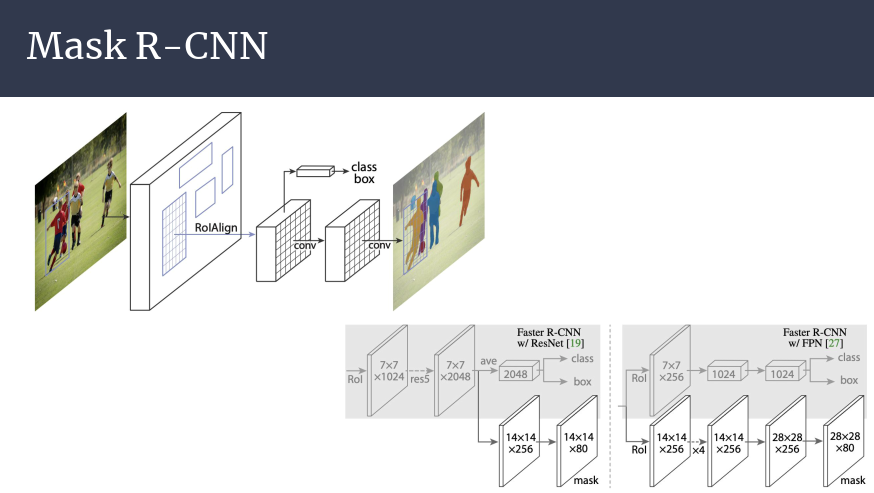 Mask R-CNN
class
box
RoIAlign
conv
conv
Faster R-CNN
w/ ResNet [19]
RoI
7×7
×1024
res5
7×7
×2048
ave
2048
class
box
14×14
×256
14×14
×80
mask
Faster R-CNN
w/ FPN [27]
RoI
7×7
×256
1024
1024
class
box
RoI
14×14
×256
×4
14×14
×256
28×28
×256
28×28
×80
mask